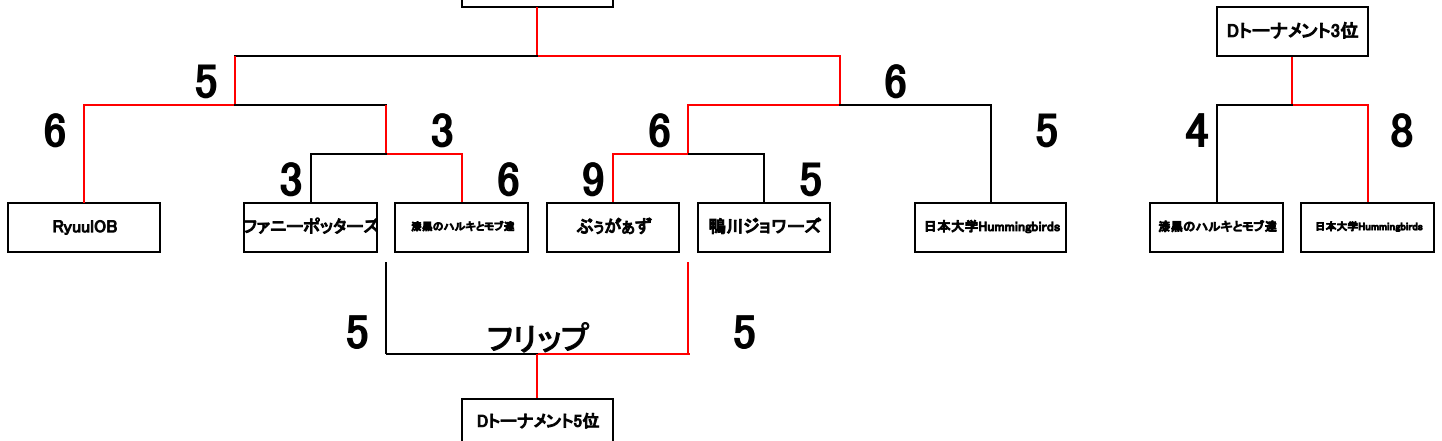 Dトーナメント3位
5
6
6
3
6
5
4
8
3
6
9
5
RyuuIOB
ファニーポッターズ
漆黒のハルキとモブ達
ぶぅがぁず
鴨川ジョワーズ
日本大学Hummingbirds
漆黒のハルキとモブ達
日本大学Hummingbirds
5
フリップ
5
Dトーナメント5位